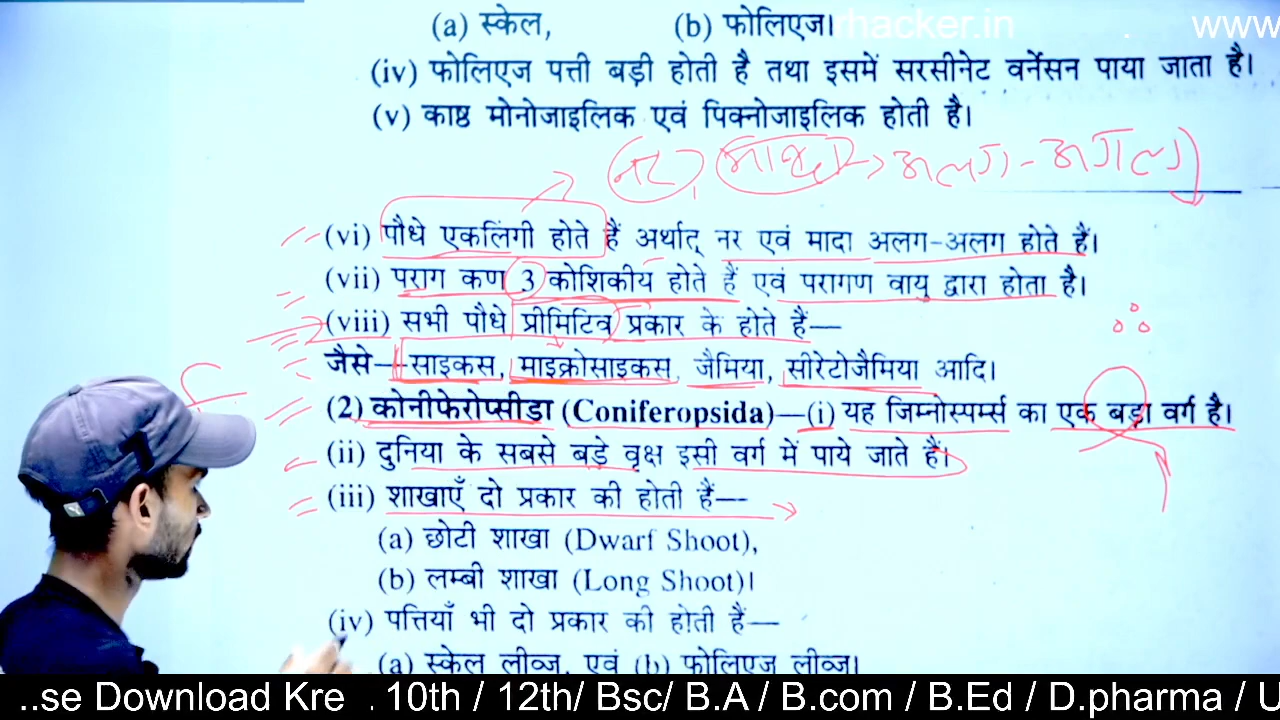 (a) स्केल, (b) फोलिएज।
rhacker.in . www
(iv) फोलिएज पत्ती बड़ी होती है तथा इसमें सरसीनेट वर्नेसन पाया जाता है।
(v) काष्ठ मोनोजाइलिक एवं पिक्नोजाइलिक होती है।
नर, मादा → अलग-अलग
(vi) पौधे एकलिंगी होते हैं अर्थात् नर एवं मादा अलग-अलग होते हैं।
(vii) पराग कण 3 कोशिकीय होते हैं एवं परागण वायु द्वारा होता है।
(viii) सभी पौधे प्रीमिटिव प्रकार के होते हैं—
जैसे—साइकस, माइक्रोसाइकस, जैमिया, सीरेटोजैमिया आदि।
(2) कोनीफेरोप्सीडा (Coniferopsida)—(i) यह जिम्नोस्पर्म्स का एक बड़ा वर्ग है।
(ii) दुनिया के सबसे बड़े वृक्ष इसी वर्ग में पाये जाते हैं।
(iii) शाखाएँ दो प्रकार की होती हैं—
(a) छोटी शाखा (Dwarf Shoot),
(b) लम्बी शाखा (Long Shoot)।
(iv) पत्तियाँ भी दो प्रकार की होती हैं—
(a) स्केल लीव्ज, एवं (b) फोलिएज लीव्ज।
..se Download Kre . 10th / 12th/ Bsc/ B.A / B.com / B.Ed / D.pharma / U